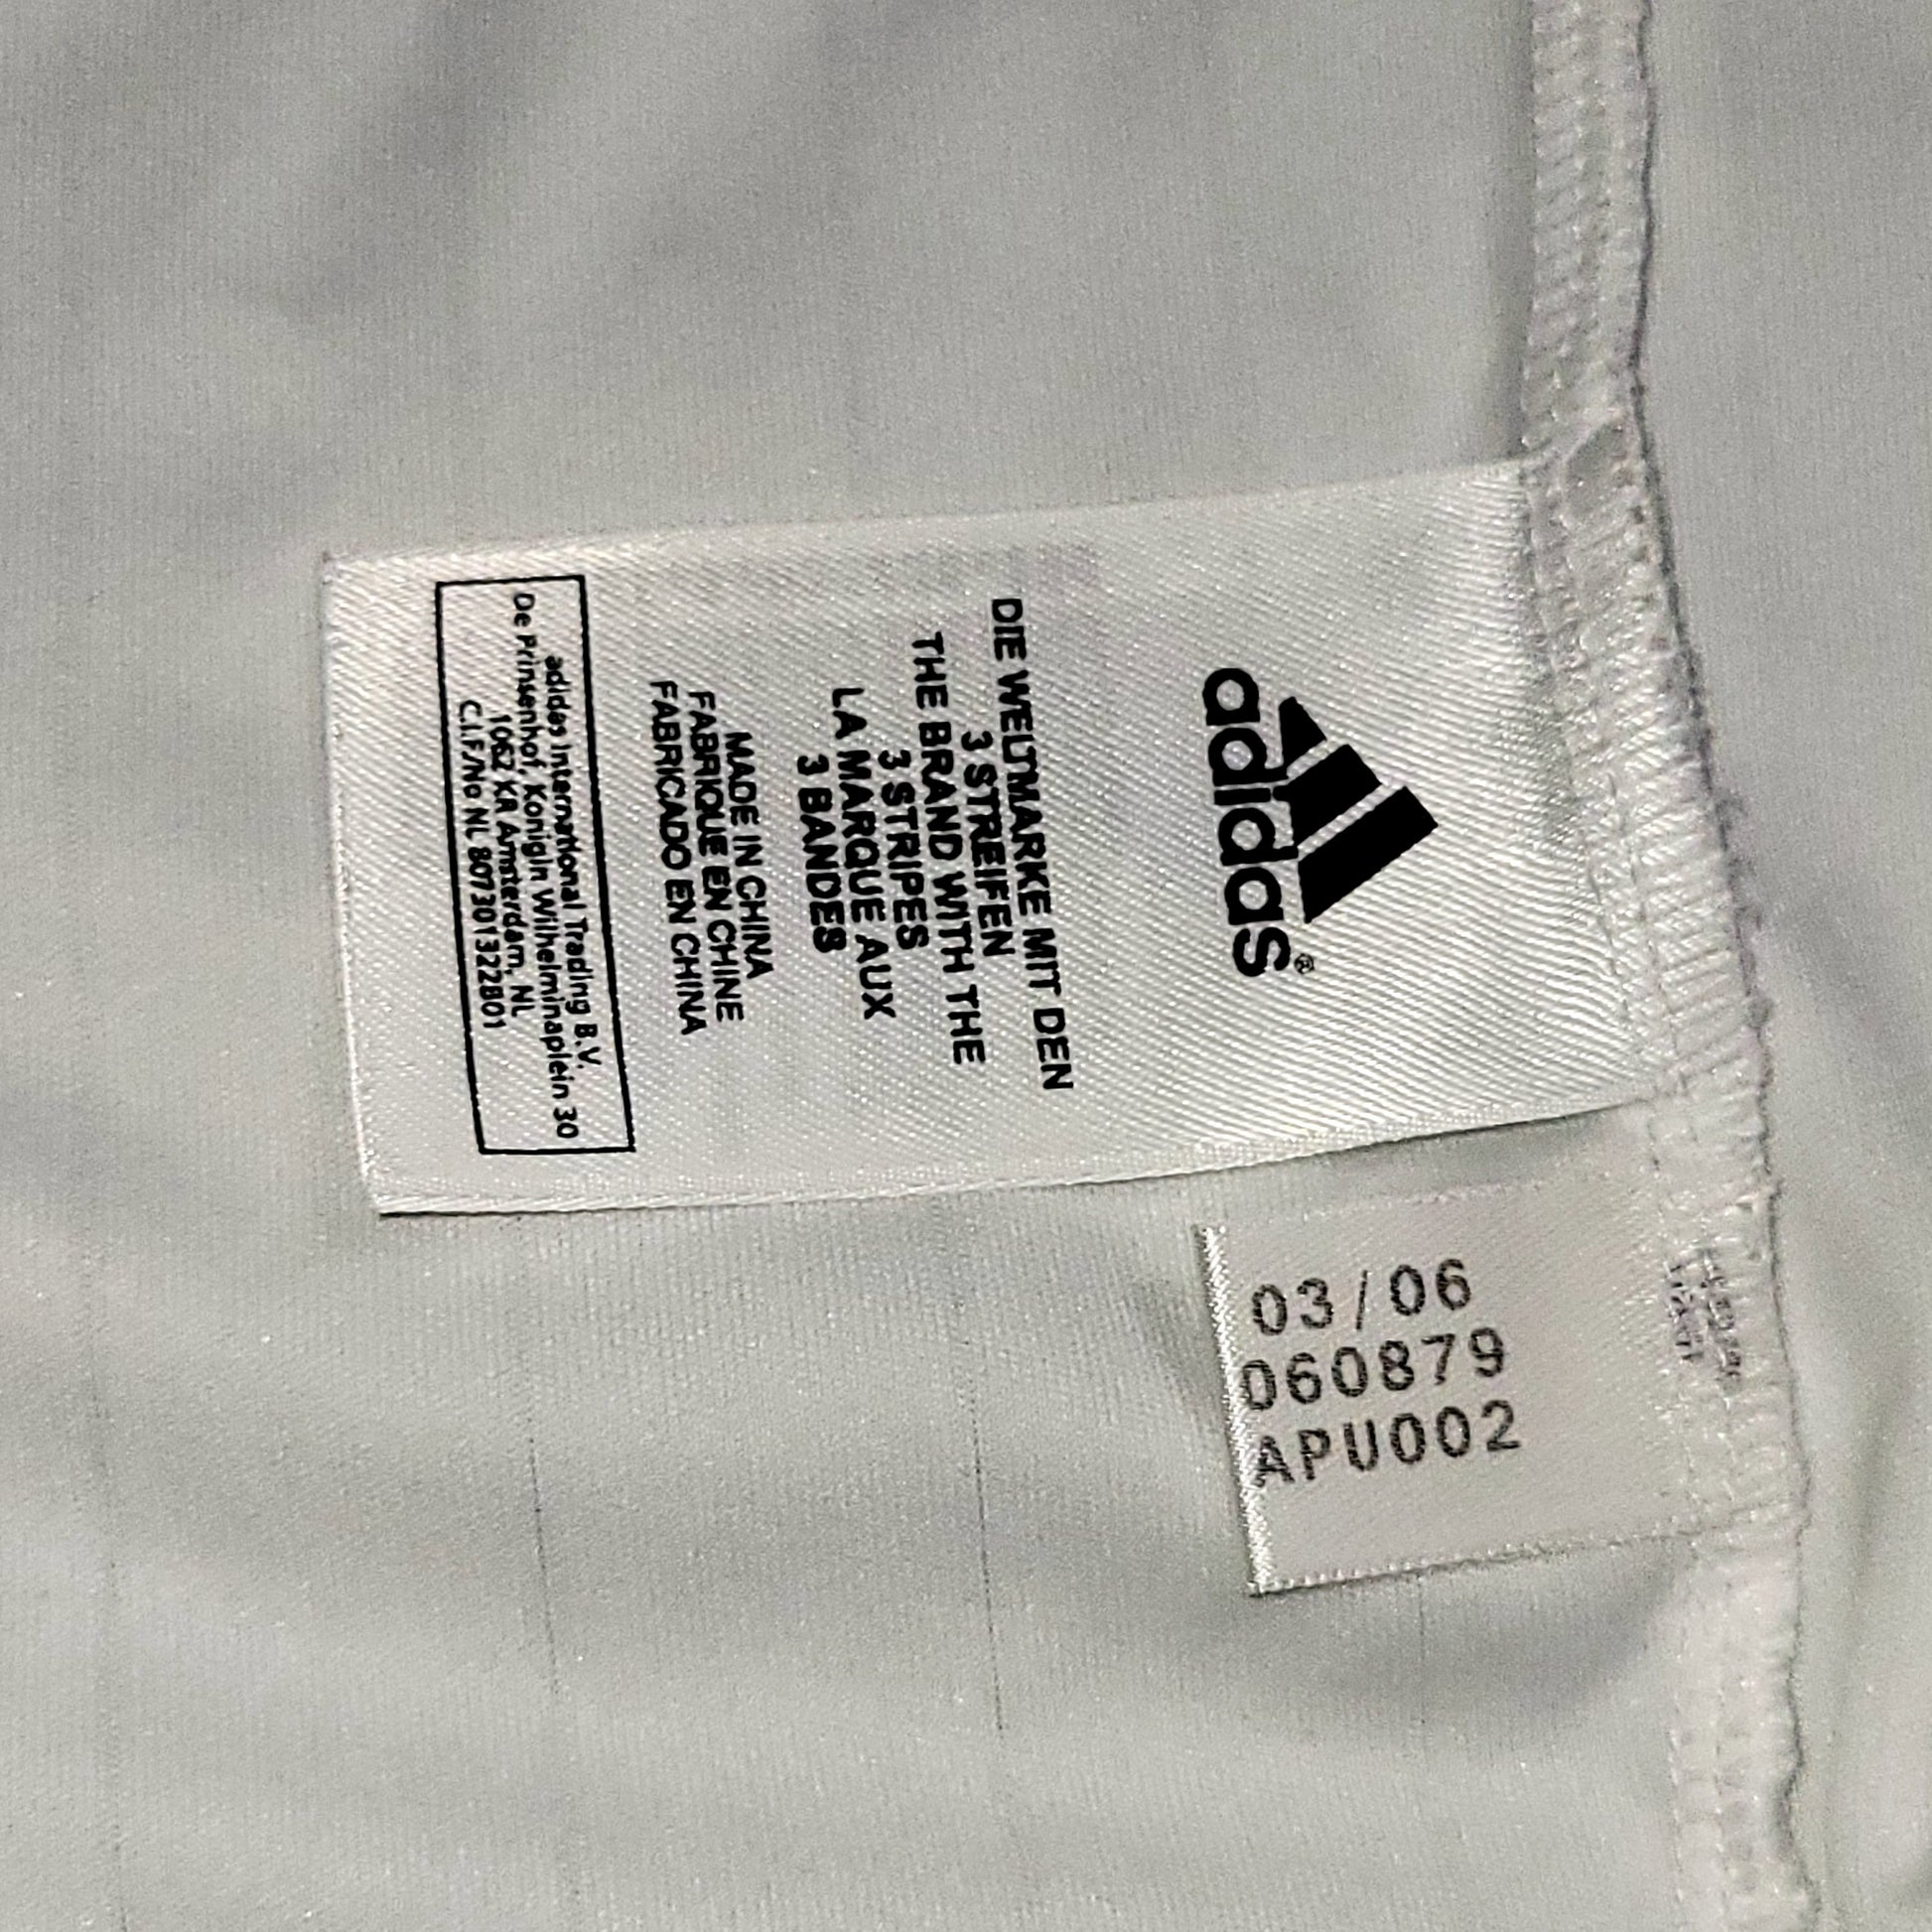 adidas®
DIE WELTMARKE MIT DEN
3 STREIFEN
THE BRAND WITH THE
3 STRIPES
LA MARQUE AUX
3 BANDES
MADE IN CHINA
FABRIQUE EN CHINE
FABRICADO EN CHINA
adidas International Trading B.V.
De Prinsenhof, Konigin Wilhelminaplein 30
1062 KR Amsterdam, NL
C.I.F/No NL 807301322B01
03/06
060879
APU002